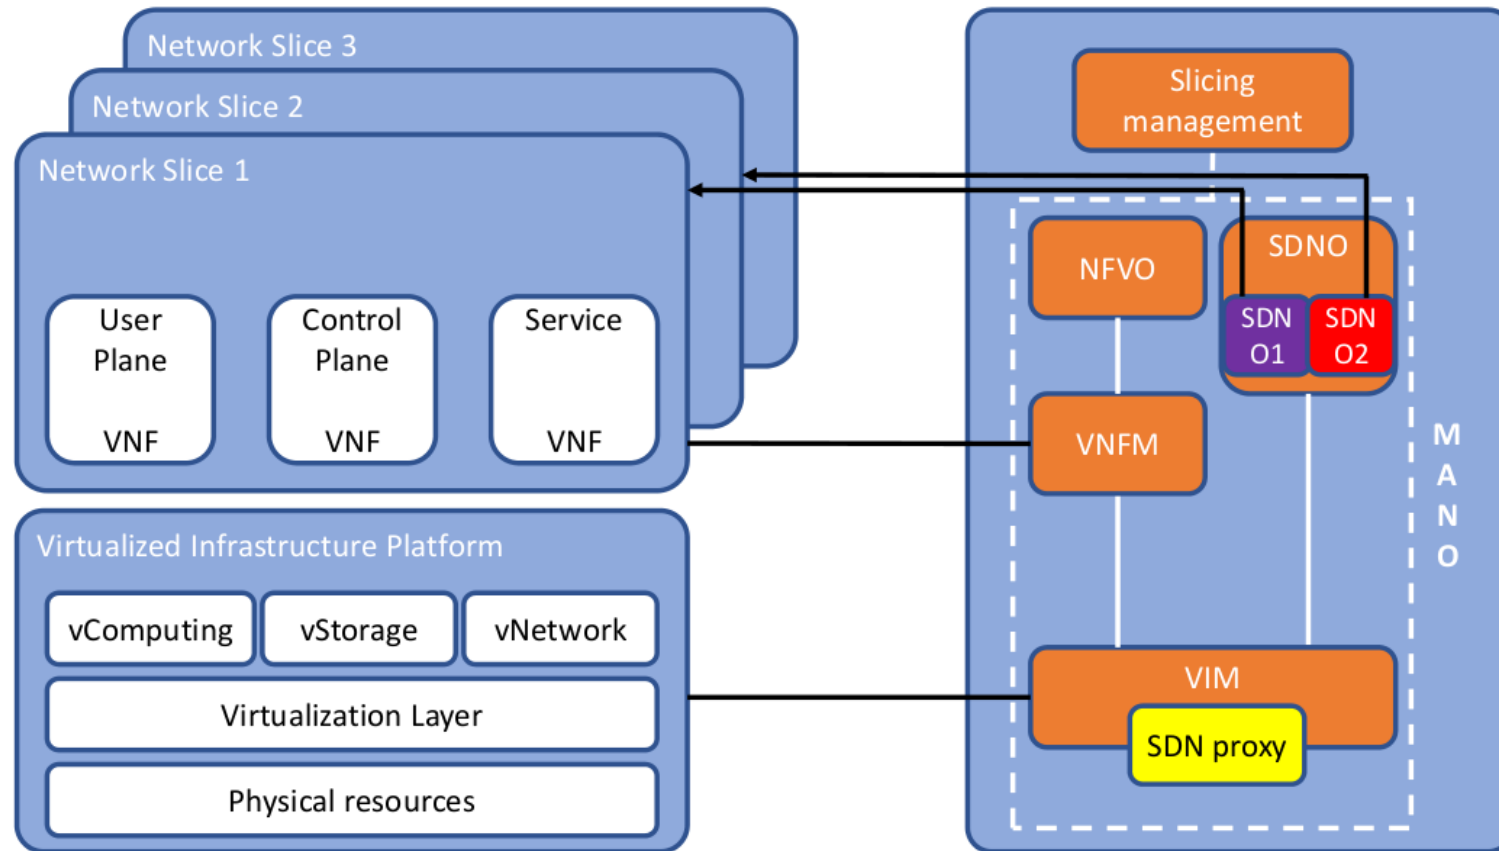 Network Slice 3
Network Slice 2
Network Slice 1
User
Plane
VNF
Control
Plane
VNF
Service
VNF
Virtualized Infrastructure Platform
vComputing
vStorage
vNetwork
Virtualization Layer
Physical resources
Slicing
management
NFVO
SDNO
SDN
O1
SDN
O2
VNFM
VIM
SDN proxy
M
A
N
O